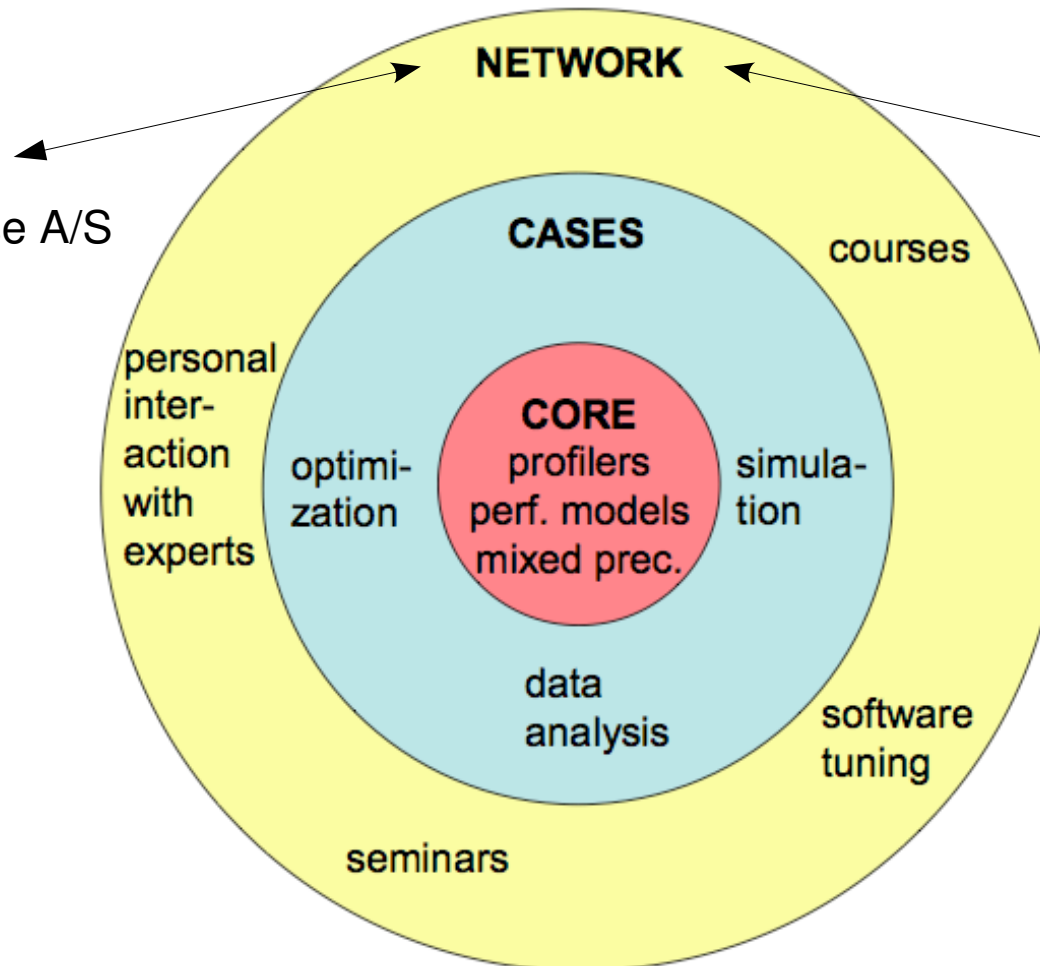 NETWORK
e A/S
CASES
courses
personal
inter-
action
with
experts
optimi-
zation
CORE
profilers
perf. models
mixed prec.
simula-
tion
data
analysis
software
tuning
seminars